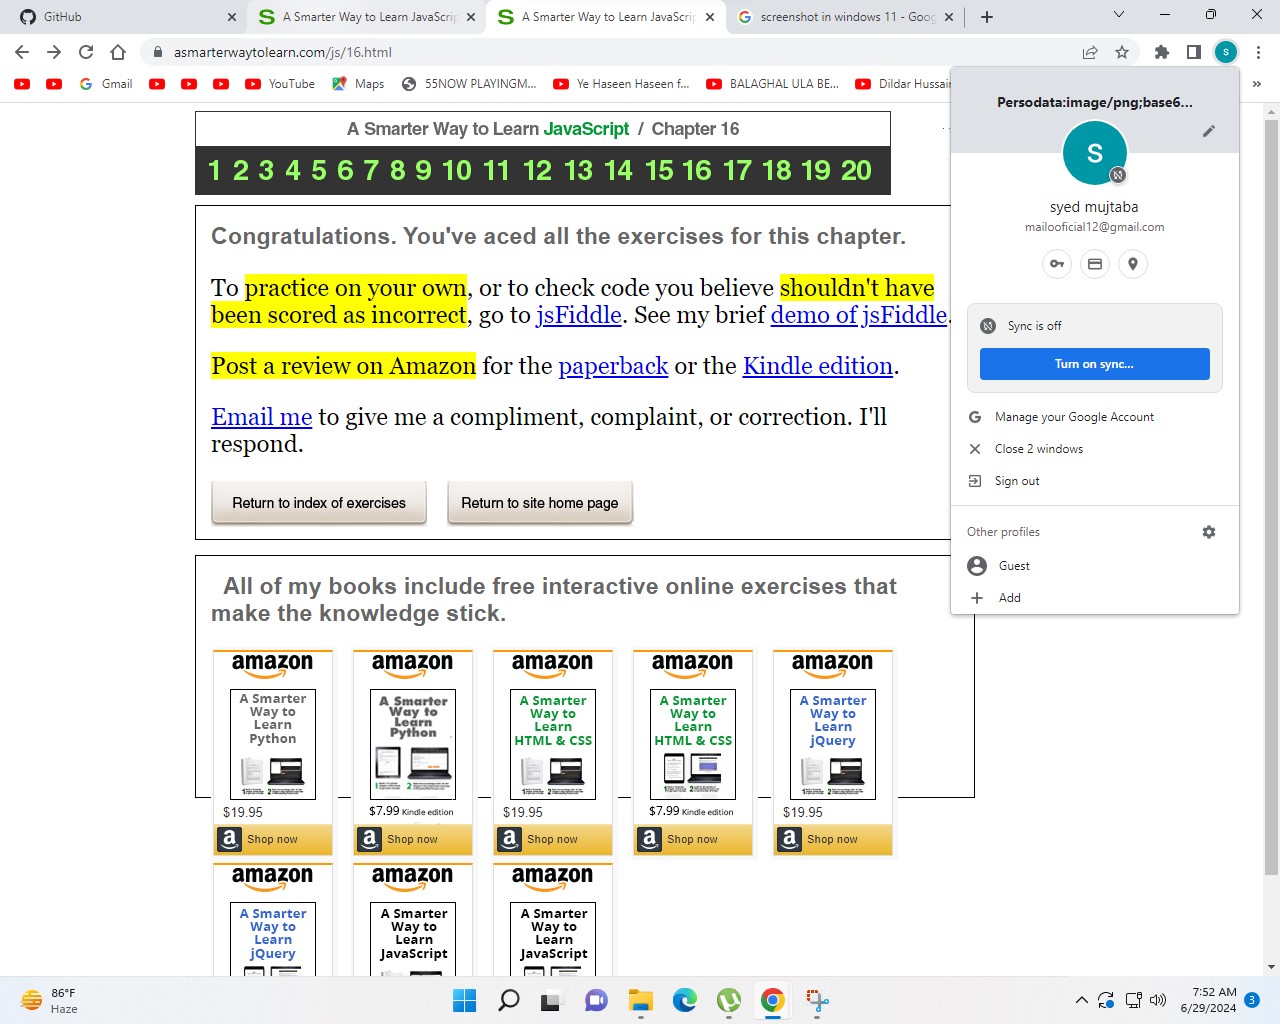 GitHub
A Smarter Way to Learn JavaScrip
A Smarter Way to Learn JavaScrip
screenshot in windows 11 - Goog
asmarterwaytolearn.com/js/16.html
Gmail
YouTube
Maps
55NOW PLAYINGM...
Ye Haseen Haseen f...
BALAGHAL ULA BE...
Dildar Hussain
»
A Smarter Way to Learn JavaScript / Chapter 16
1 2 3 4 5 6 7 8 9 10 11 12 13 14 15 16 17 18 19 20
Congratulations. You've aced all the exercises for this chapter.
To practice on your own, or to check code you believe shouldn't have
been scored as incorrect, go to jsFiddle. See my brief demo of jsFiddle.
Post a review on Amazon for the paperback or the Kindle edition.
Email me to give me a compliment, complaint, or correction. I'll
respond.
Return to index of exercises
Return to site home page
Persodata:image/png;base6...
S
syed mujtaba
mailooficial12@gmail.com
Sync is off
Turn on sync...
Manage your Google Account
Close 2 windows
Sign out
Other profiles
Guest
Add
All of my books include free interactive online exercises that
make the knowledge stick.
amazon
A Smarter
Way to
Learn
Python
$19.95
Shop now
amazon
A Smarter
Way to
Learn
Python
$7.99 Kindle edition
Shop now
amazon
A Smarter
Way to
Learn
HTML & CSS
$19.95
Shop now
amazon
A Smarter
Way to
Learn
HTML & CSS
$7.99 Kindle edition
Shop now
amazon
A Smarter
Way to
Learn
jQuery
$19.95
Shop now
amazon
A Smarter
Way to
Learn
jQuery
amazon
A Smarter
Way to
Learn
JavaScript
amazon
A Smarter
Way to
Learn
JavaScript
86°F
Haze
7:52 AM
6/29/2024
3